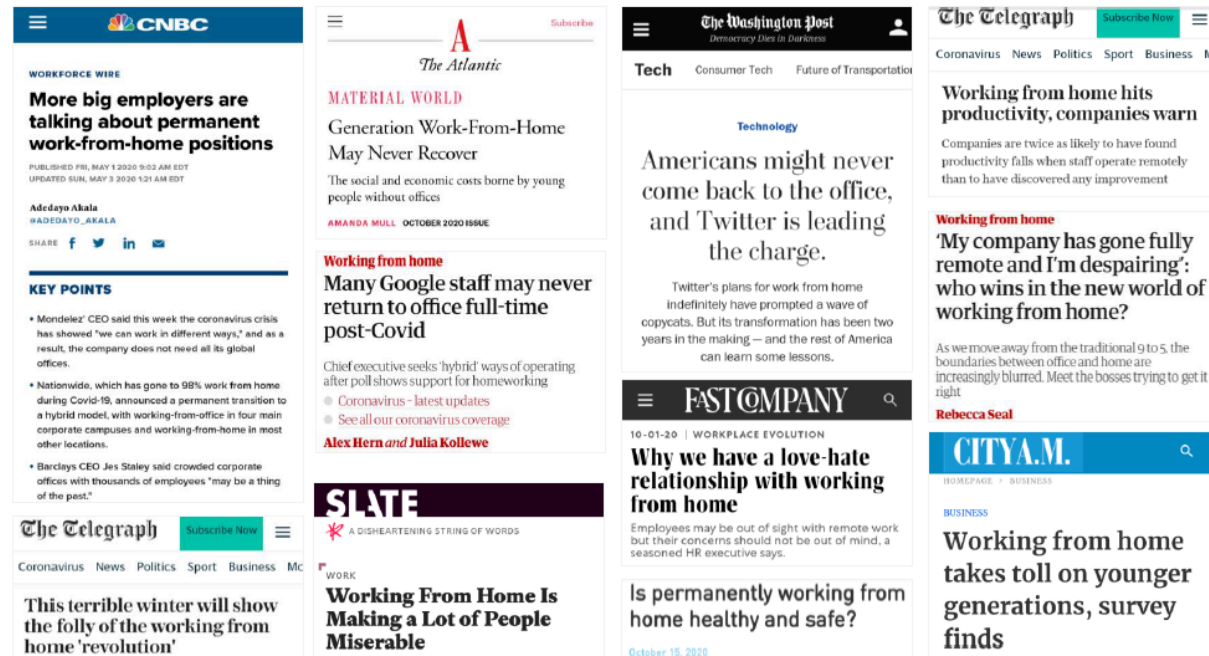 CNBC
WORKFORCE WIRE
More big employers are
talking about permanent
work-from-home positions
PUBLISHED FRI, MAY 1 2020 9:02 AM EDT
UPDATED SUN, MAY 3 2020 1:21 AM EDT
Adedayo Akala
@ADEDAYO_AKALA
SHARE
KEY POINTS
• Mondelez' CEO said this week the coronavirus crisis
has showed "we can work in different ways," and as a
result, the company does not need all its global
offices.
• Nationwide, which has gone to 98% work from home
during Covid-19, announced a permanent transition to
a hybrid model, with working-from-office in four main
corporate campuses and working-from-home in most
other locations.
• Barclays CEO Jes Staley said crowded corporate
offices with thousands of employees "may be a thing
of the past."
The Telegraph
Subscribe Now
Coronavirus News Politics Sport Business Mo
This terrible winter will show
the folly of the working from
home 'revolution'
Subscribe
A
The Atlantic
MATERIAL WORLD
Generation Work-From-Home
May Never Recover
The social and economic costs borne by young
people without offices
AMANDA MULL OCTOBER 2020 ISSUE
Working from home
Many Google staff may never
return to office full-time
post-Covid
Chief executive seeks 'hybrid' ways of operating
after poll shows support for homeworking
Coronavirus – latest updates
See all our coronavirus coverage
Alex Hern and Julia Kollewe
SLATE
A DISHEARTENING STRING OF WORDS
WORK
Working From Home Is
Making a Lot of People
Miserable
The Washington Post
Democracy Dies in Darkness
Tech Consumer Tech Future of Transportation
Technology
Americans might never
come back to the office,
and Twitter is leading
the charge.
Twitter's plans for work from home
indefinitely have prompted a wave of
copycats. But its transformation has been two
years in the making — and the rest of America
can learn some lessons.
FAST COMPANY
10-01-20 | WORKPLACE EVOLUTION
Why we have a love-hate
relationship with working
from home
Employees may be out of sight with remote work
but their concerns should not be out of mind, a
seasoned HR executive says.
Is permanently working from
home healthy and safe?
October 15, 2020
The Telegraph
Subscribe Now
Coronavirus News Politics Sport Business M
Working from home hits
productivity, companies warn
Companies are twice as likely to have found
productivity falls when staff operate remotely
than to have discovered any improvement
Working from home
'My company has gone fully
remote and I'm despairing':
who wins in the new world of
working from home?
As we move away from the traditional 9 to 5, the
boundaries between office and home are
increasingly blurred. Meet the bosses trying to get it
right
Rebecca Seal
CITYA.M.
HOMEPAGE > BUSINESS
BUSINESS
Working from home
takes toll on younger
generations, survey
finds